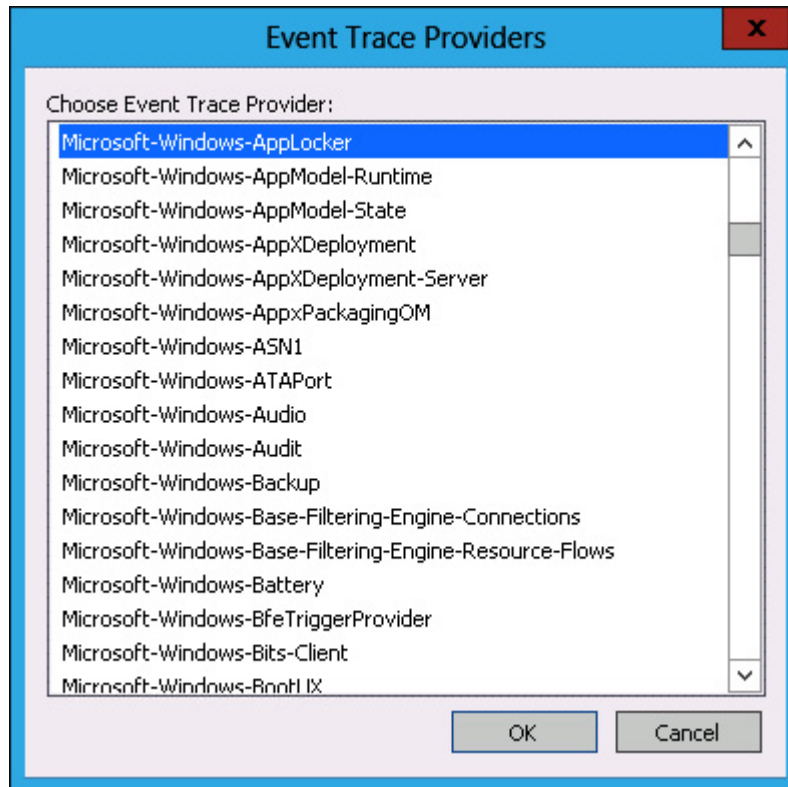 Event Trace Providers
x
Choose Event Trace Provider:
Microsoft-Windows-AppLocker
Microsoft-Windows-AppModel-Runtime
Microsoft-Windows-AppModel-State
Microsoft-Windows-AppXDeployment
Microsoft-Windows-AppXDeployment-Server
Microsoft-Windows-AppxPackagingOM
Microsoft-Windows-ASN1
Microsoft-Windows-ATAPort
Microsoft-Windows-Audio
Microsoft-Windows-Audit
Microsoft-Windows-Backup
Microsoft-Windows-Base-Filtering-Engine-Connections
Microsoft-Windows-Base-Filtering-Engine-Resource-Flows
Microsoft-Windows-Battery
Microsoft-Windows-BfeTriggerProvider
Microsoft-Windows-Bits-Client
Microsoft-Windows-BootUX
OK Cancel